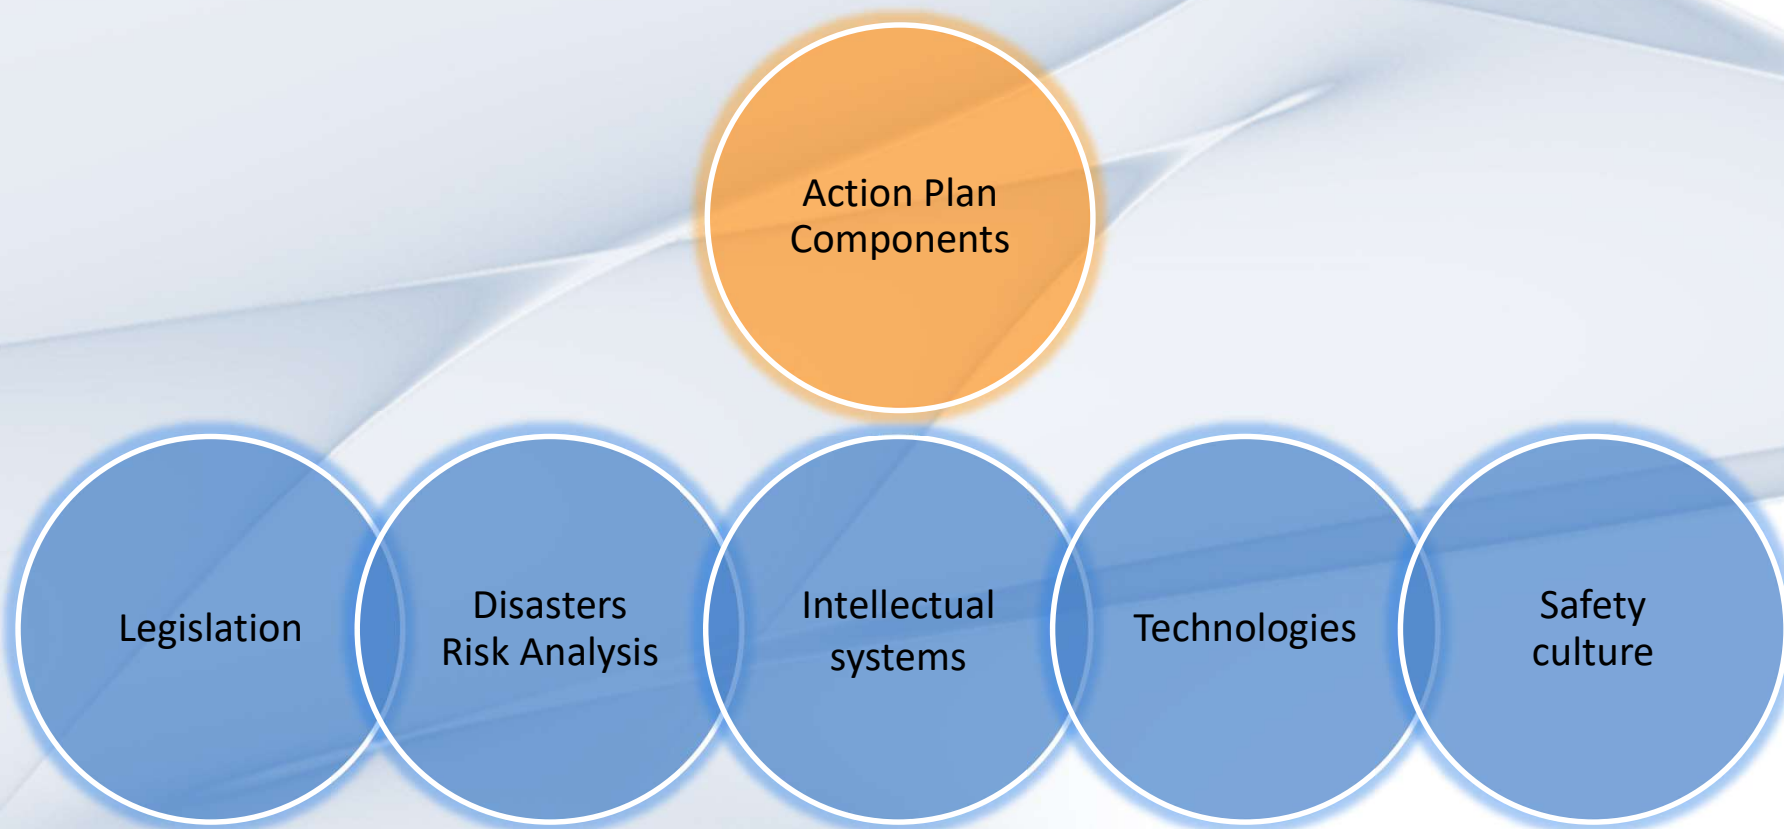 Action Plan
Components
Legislation
Disasters
Risk Analysis
Intellectual
systems
Technologies
Safety
culture